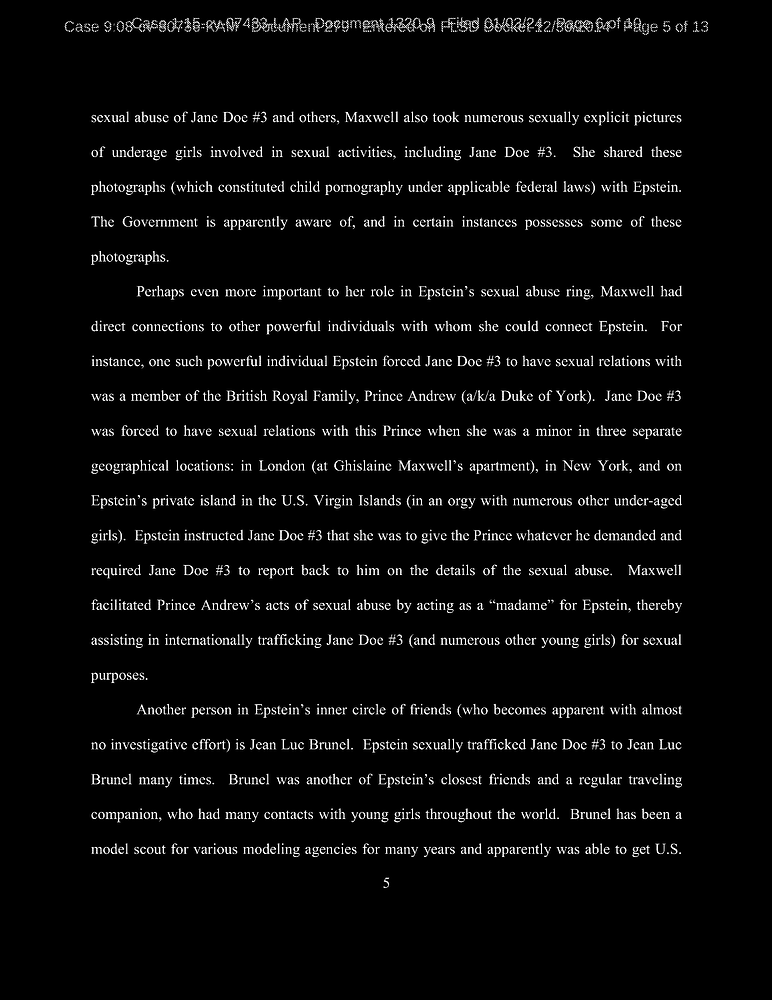 Case 1:15-cv-07433-LAP Document 1320-9 Filed 01/03/24 Page 6 of
Case 9:08-cv-80736-KAM Document 279 Entered on FLSD Docket 12/30/2014 Page 5 of 13
sexual abuse of Jane Doe #3 and others, Maxwell also took numerous sexually explicit pictures
of underage girls involved in sexual activities, including Jane Doe #3. She shared these
photographs (which constituted child pornography under applicable federal laws) with Epstein.
The Government is apparently aware of, and in certain instances possesses some of these
photographs.
Perhaps even more important to her role in Epstein’s sexual abuse ring, Maxwell had
direct connections to other powerful individuals with whom she could connect Epstein. For
instance, one such powerful individual Epstein forced Jane Doe #3 to have sexual relations with
was a member of the British Royal Family, Prince Andrew (a/k/a Duke of York). Jane Doe #3
was forced to have sexual relations with this Prince when she was a minor in three separate
geographical locations: in London (at Ghislaine Maxwell’s apartment), in New York, and on
Epstein’s private island in the U.S. Virgin Islands (in an orgy with numerous other under-aged
girls). Epstein instructed Jane Doe #3 that she was to give the Prince whatever he demanded and
required Jane Doe #3 to report back to him on the details of the sexual abuse. Maxwell
facilitated Prince Andrew’s acts of sexual abuse by acting as a “madame” for Epstein, thereby
assisting in internationally trafficking Jane Doe #3 (and numerous other young girls) for sexual
purposes.
Another person in Epstein’s inner circle of friends (who becomes apparent with almost
no investigative effort) is Jean Luc Brunel. Epstein sexually trafficked Jane Doe #3 to Jean Luc
Brunel many times. Brunel was another of Epstein’s closest friends and a regular traveling
companion, who had many contacts with young girls throughout the world. Brunel has been a
model scout for various modeling agencies for many years and apparently was able to get U.S.
5